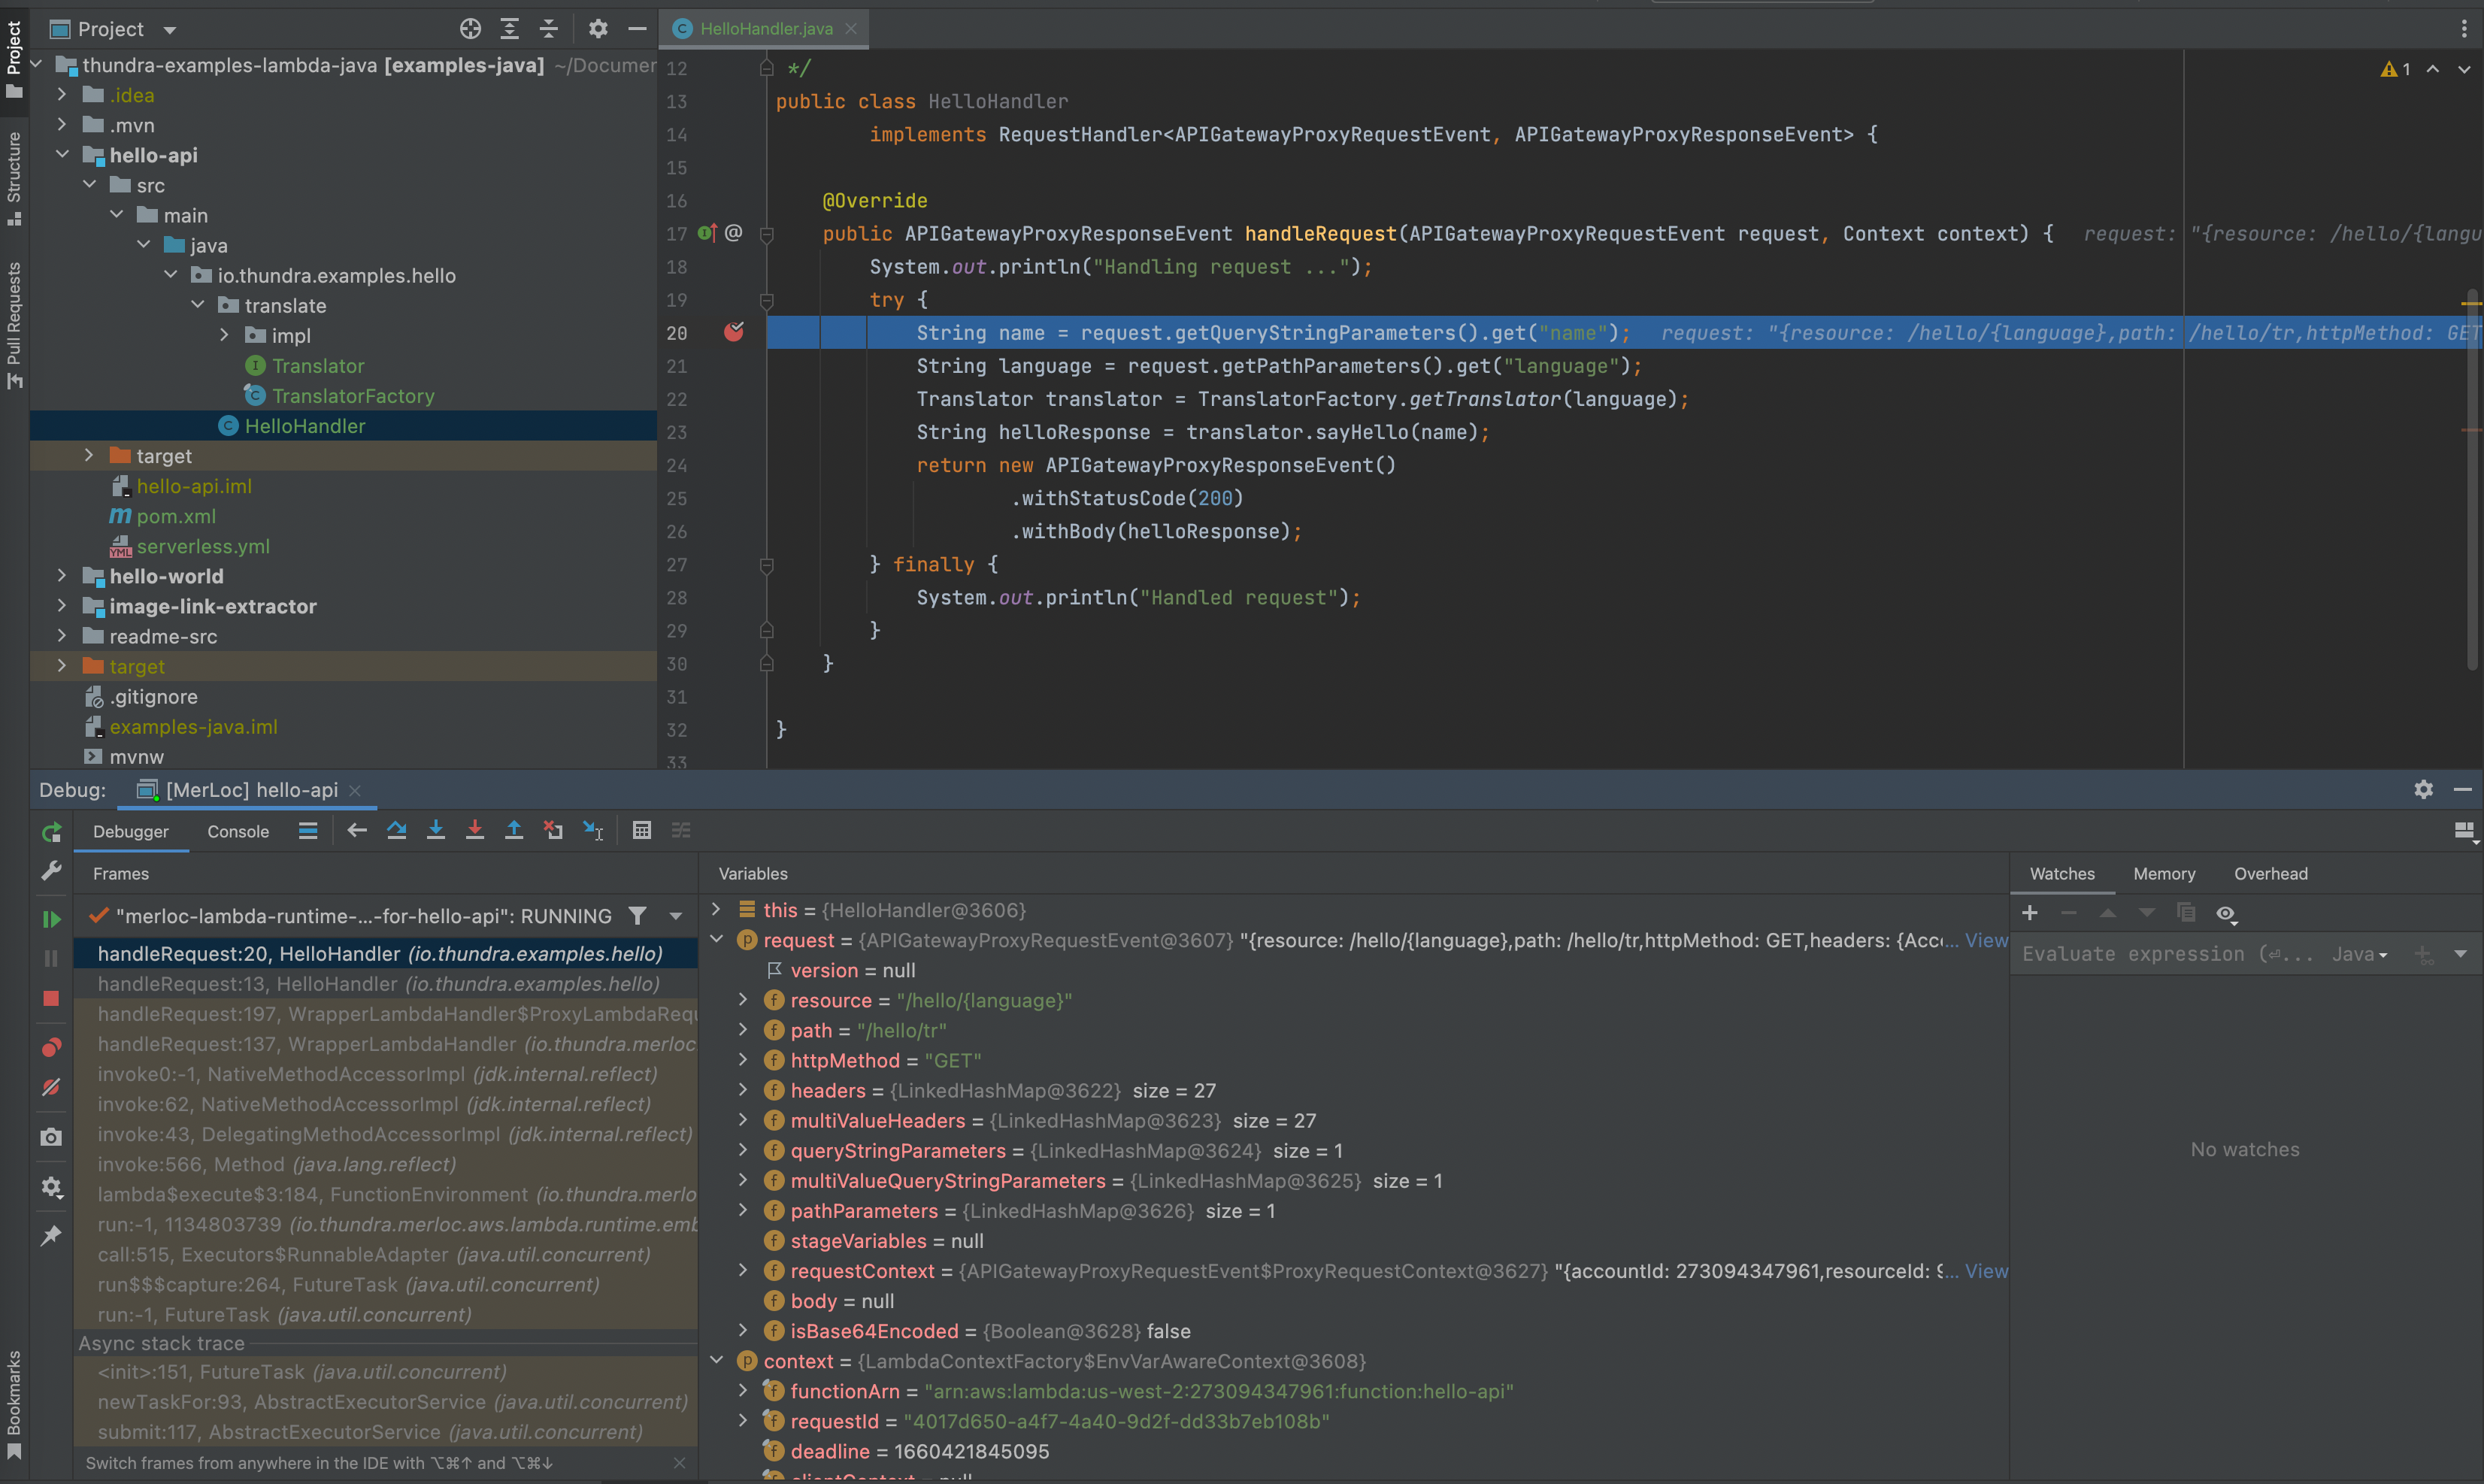 Project
Structure
Pull Requests
Bookmarks
Project
thundra-examples-lambda-java [examples-java] ~/Documen
.idea
.mvn
hello-api
src
main
java
io.thundra.examples.hello
translate
impl
Translator
TranslatorFactory
HelloHandler
target
hello-api.iml
pom.xml
serverless.yml
hello-world
image-link-extractor
readme-src
target
.gitignore
examples-java.iml
mvnw
HelloHandler.java
1
12 */
13 public class HelloHandler
14 implements RequestHandler<APIGatewayProxyRequestEvent, APIGatewayProxyResponseEvent> {
15
16 @Override
17 public APIGatewayProxyResponseEvent handleRequest(APIGatewayProxyRequestEvent request, Context context) { request: "{resource: /hello/{langu
18 System.out.println("Handling request ...");
19 try {
20 String name = request.getQueryStringParameters().get("name"); request: "{resource: /hello/{language},path: /hello/tr,httpMethod: GET
21 String language = request.getPathParameters().get("language");
22 Translator translator = TranslatorFactory.getTranslator(language);
23 String helloResponse = translator.sayHello(name);
24 return new APIGatewayProxyResponseEvent()
25 .withStatusCode(200)
26 .withBody(helloResponse);
27 } finally {
28 System.out.println("Handled request");
29 }
30 }
31
32 }
33
Debug: [MerLoc] hello-api
Debugger Console
Frames
"merloc-lambda-runtime-...-for-hello-api": RUNNING
handleRequest:20, HelloHandler (io.thundra.examples.hello)
handleRequest:13, HelloHandler (io.thundra.examples.hello)
handleRequest:197, WrapperLambdaHandler$ProxyLambdaRequ
handleRequest:137, WrapperLambdaHandler (io.thundra.merloc
invoke0:-1, NativeMethodAccessorImpl (jdk.internal.reflect)
invoke:62, NativeMethodAccessorImpl (jdk.internal.reflect)
invoke:43, DelegatingMethodAccessorImpl (jdk.internal.reflect)
invoke:566, Method (java.lang.reflect)
lambda$execute$3:184, FunctionEnvironment (io.thundra.merlo
run:-1, 1134803739 (io.thundra.merloc.aws.lambda.runtime.emb
call:515, Executors$RunnableAdapter (java.util.concurrent)
run$$$capture:264, FutureTask (java.util.concurrent)
run:-1, FutureTask (java.util.concurrent)
Async stack trace
<init>:151, FutureTask (java.util.concurrent)
newTaskFor:93, AbstractExecutorService (java.util.concurrent)
submit:117, AbstractExecutorService (java.util.concurrent)
Switch frames from anywhere in the IDE with ⌥⌘↑ and ⌥⌘↓
Variables
this = {HelloHandler@3606}
request = {APIGatewayProxyRequestEvent@3607} "{resource: /hello/{language},path: /hello/tr,httpMethod: GET,headers: {Acc... View
version = null
resource = "/hello/{language}"
path = "/hello/tr"
httpMethod = "GET"
headers = {LinkedHashMap@3622} size = 27
multiValueHeaders = {LinkedHashMap@3623} size = 27
queryStringParameters = {LinkedHashMap@3624} size = 1
multiValueQueryStringParameters = {LinkedHashMap@3625} size = 1
pathParameters = {LinkedHashMap@3626} size = 1
stageVariables = null
requestContext = {APIGatewayProxyRequestEvent$ProxyRequestContext@3627} "{accountId: 273094347961,resourceId: 9... View
body = null
isBase64Encoded = {Boolean@3628} false
context = {LambdaContextFactory$EnvVarAwareContext@3608}
functionArn = "arn:aws:lambda:us-west-2:273094347961:function:hello-api"
requestId = "4017d650-a4f7-4a40-9d2f-dd33b7eb108b"
deadline = 1660421845095
clientContext = null
Watches Memory Overhead
Evaluate expression (⏎... Java
No watches